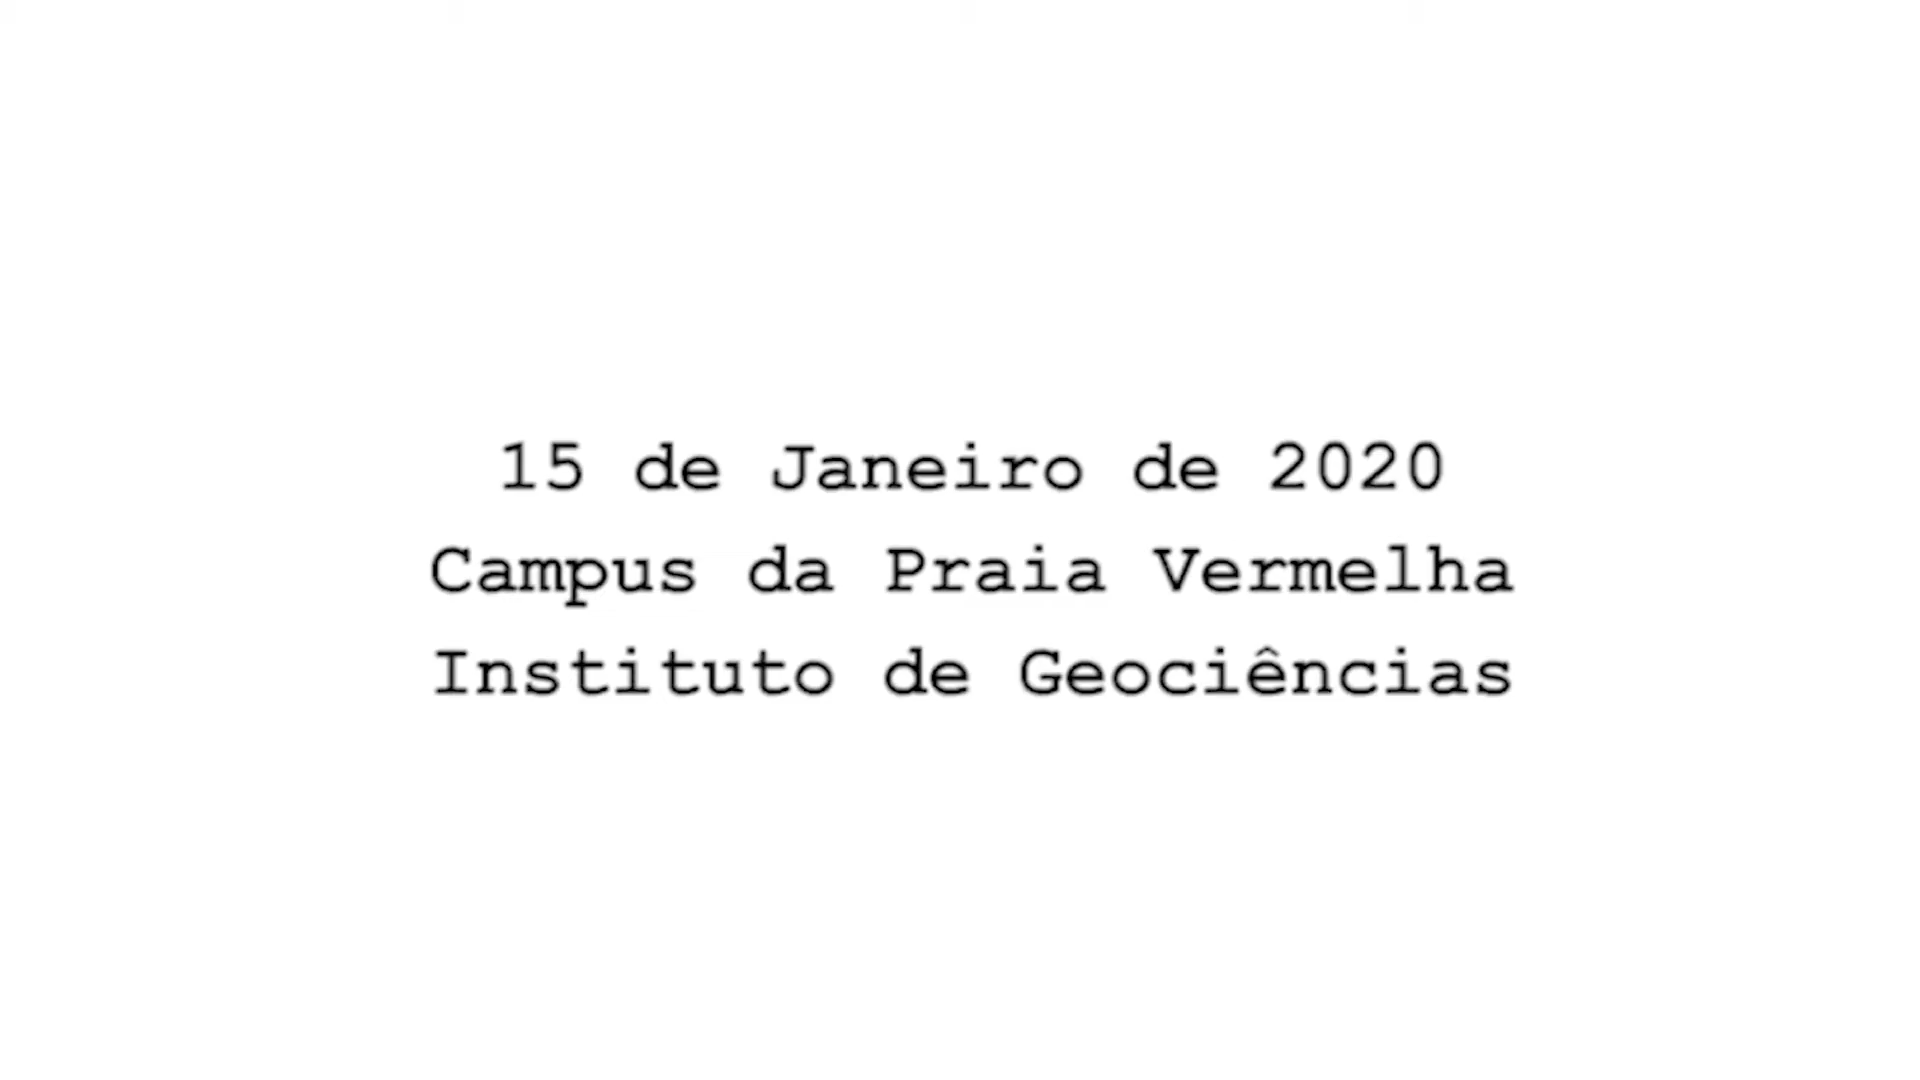 15 de Janeiro de 2020
Campus da Praia Vermelha
Instituto de Geociências